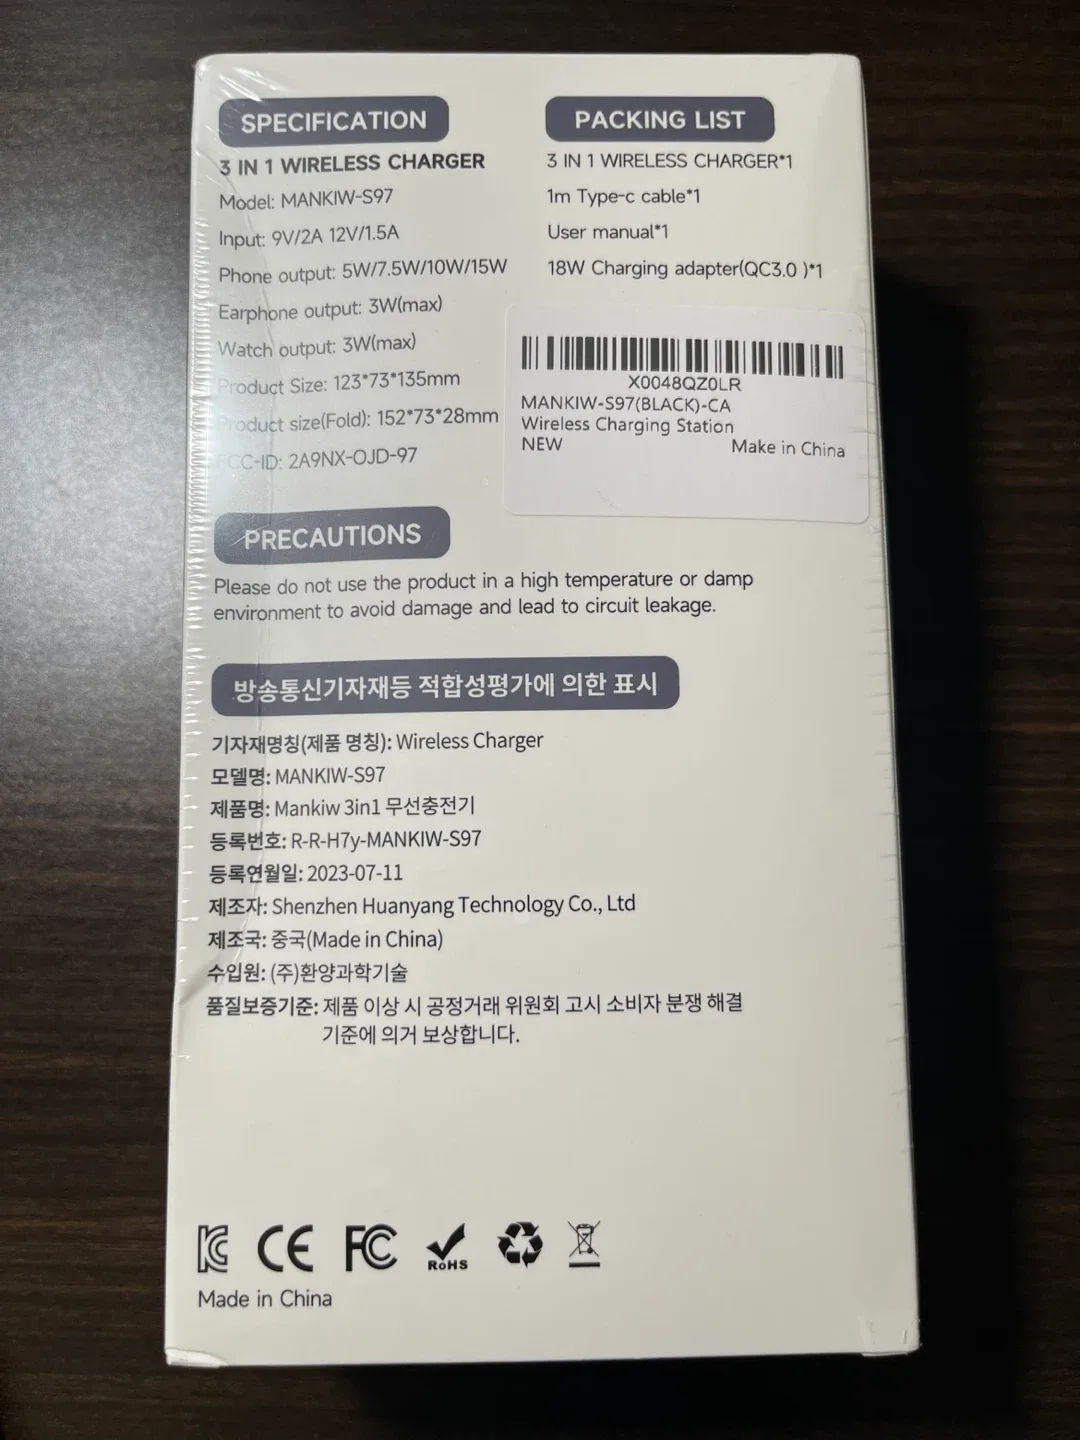 SPECIFICATION
3 IN 1 WIRELESS CHARGER
Model: MANKIW-S97
Input: 9V/2A 12V/1.5A
Phone output: 5W/7.5W/10W/15W
Earphone output: 3W(max)
Watch output: 3W(max)
Product Size: 123*73*135mm
Product size(Fold): 152*73*28mm
FCC-ID: 2A9NX-OJD-97
PACKING LIST
3 IN 1 WIRELESS CHARGER*1
1m Type-c cable*1
User manual*1
18W Charging adapter(QC3.0 )*1
X0048QZ0LR
MANKIW-S97(BLACK)-CA
Wireless Charging Station
NEW Make in China
PRECAUTIONS
Please do not use the product in a high temperature or damp
environment to avoid damage and lead to circuit leakage.
방송통신기자재등 적합성평가에 의한 표시
기자재명칭(제품 명칭): Wireless Charger
모델명: MANKIW-S97
제품명: Mankiw 3in1 무선충전기
등록번호: R-R-H7y-MANKIW-S97
등록연월일: 2023-07-11
제조자: Shenzhen Huanyang Technology Co., Ltd
제조국: 중국(Made in China)
수입원: (주)환양과학기술
품질보증기준: 제품 이상 시 공정거래 위원회 고시 소비자 분쟁 해결
기준에 의거 보상합니다.
KC CE FC RoHS
Made in China